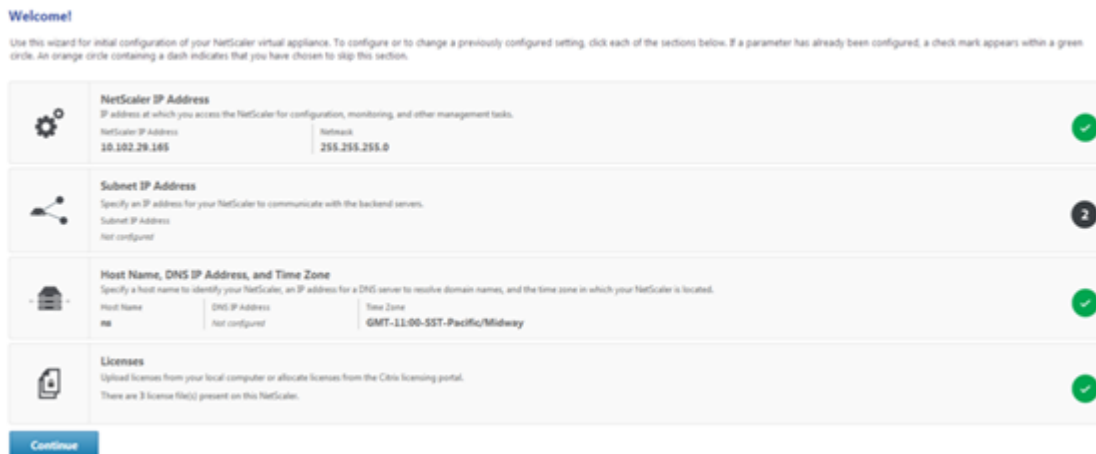 Welcome!
Use this wizard for initial configuration of your NetScaler virtual appliance. To configure or to change a previously configured setting, click each of the sections below. If a parameter has already been configured, a check mark appears within a green
circle. An orange circle containing a dash indicates that you have chosen to skip this section.
NetScaler IP Address
IP address at which you access the NetScaler for configuration, monitoring, and other management tasks.
NetScaler IP Address Netmask
10.102.29.165 255.255.255.0
Subnet IP Address
Specify an IP address for your NetScaler to communicate with the backend servers.
Subnet IP Address
Not configured
2
Host Name, DNS IP Address, and Time Zone
Specify a host name to identify your NetScaler, an IP address for a DNS server to resolve domain names, and the time zone in which your NetScaler is located.
Host Name DNS IP Address Time Zone
ns Not configured GMT-11:00-SST-Pacific/Midway
Licenses
Upload licenses from your local computer or allocate licenses from the Citrix licensing portal.
There are 3 license file(s) present on this NetScaler.
Continue